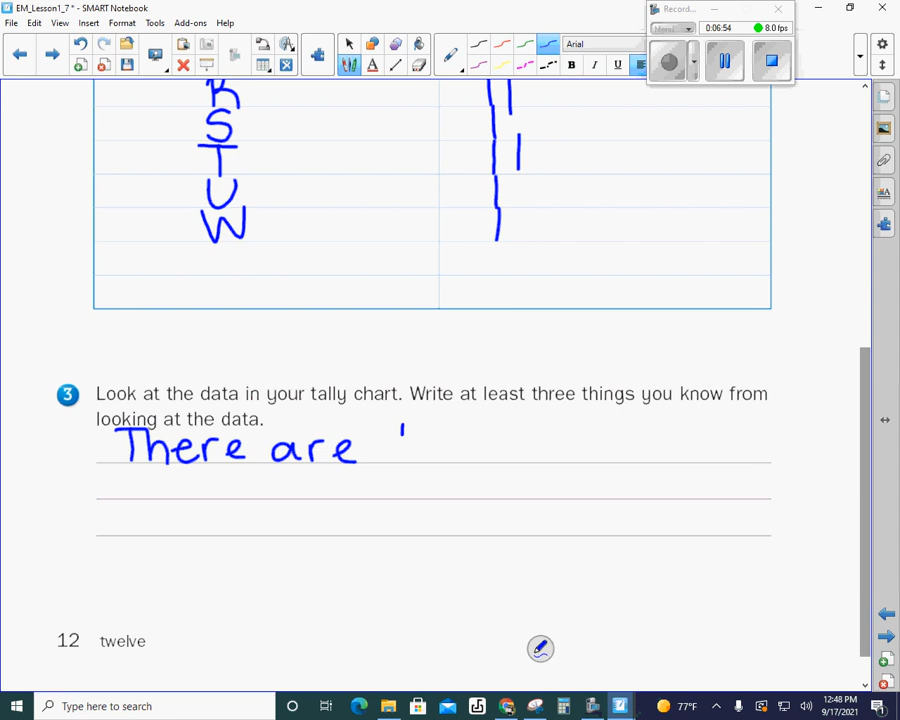 EM_Lesson1_7 * - SMART Notebook
Record...
File Edit View Insert Format Tools Add-ons Help
Menu
0:06:54
8.0 fps
Arial
B I U
R
S
T
U
W
3 Look at the data in your tally chart. Write at least three things you know from
looking at the data.
There are
12 twelve
Type here to search
77°F
12:48 PM
9/17/2021
1